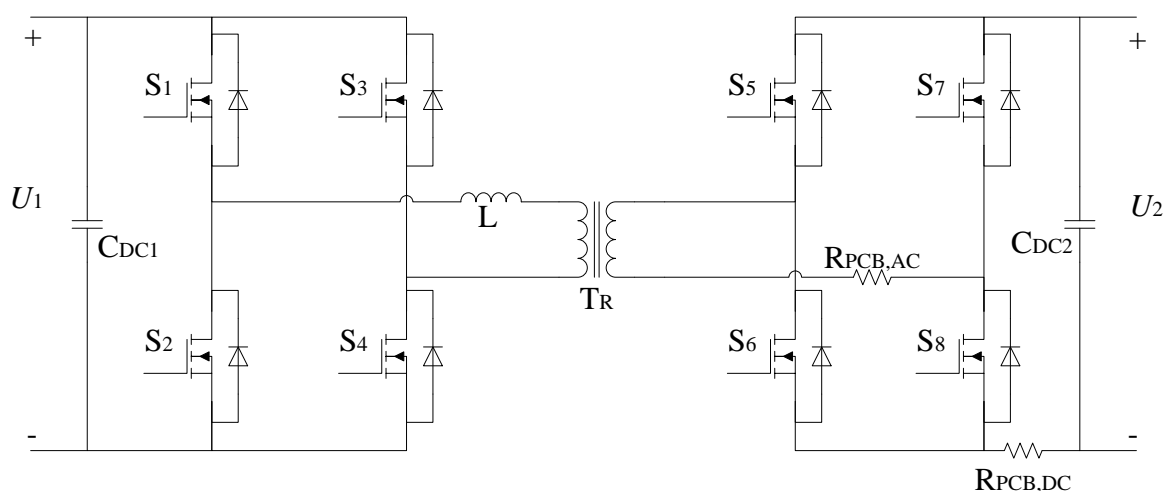 +
+
S1
S3
S5
S7
U1
CDC1
L
TR
RPCB,AC
CDC2
U2
S2
S4
S6
S8
-
-
RPCB,DC